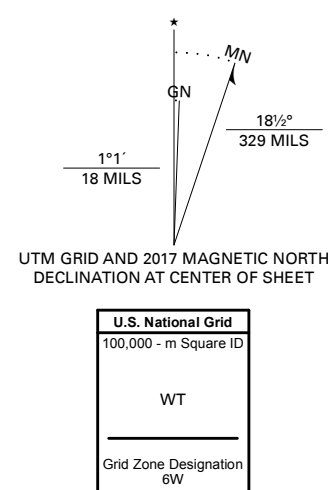 ★
MN
GN
18½°
329 MILS
1°1´
18 MILS
UTM GRID AND 2017 MAGNETIC NORTH
DECLINATION AT CENTER OF SHEET
U.S. National Grid
100,000 - m Square ID
WT
Grid Zone Designation
6W